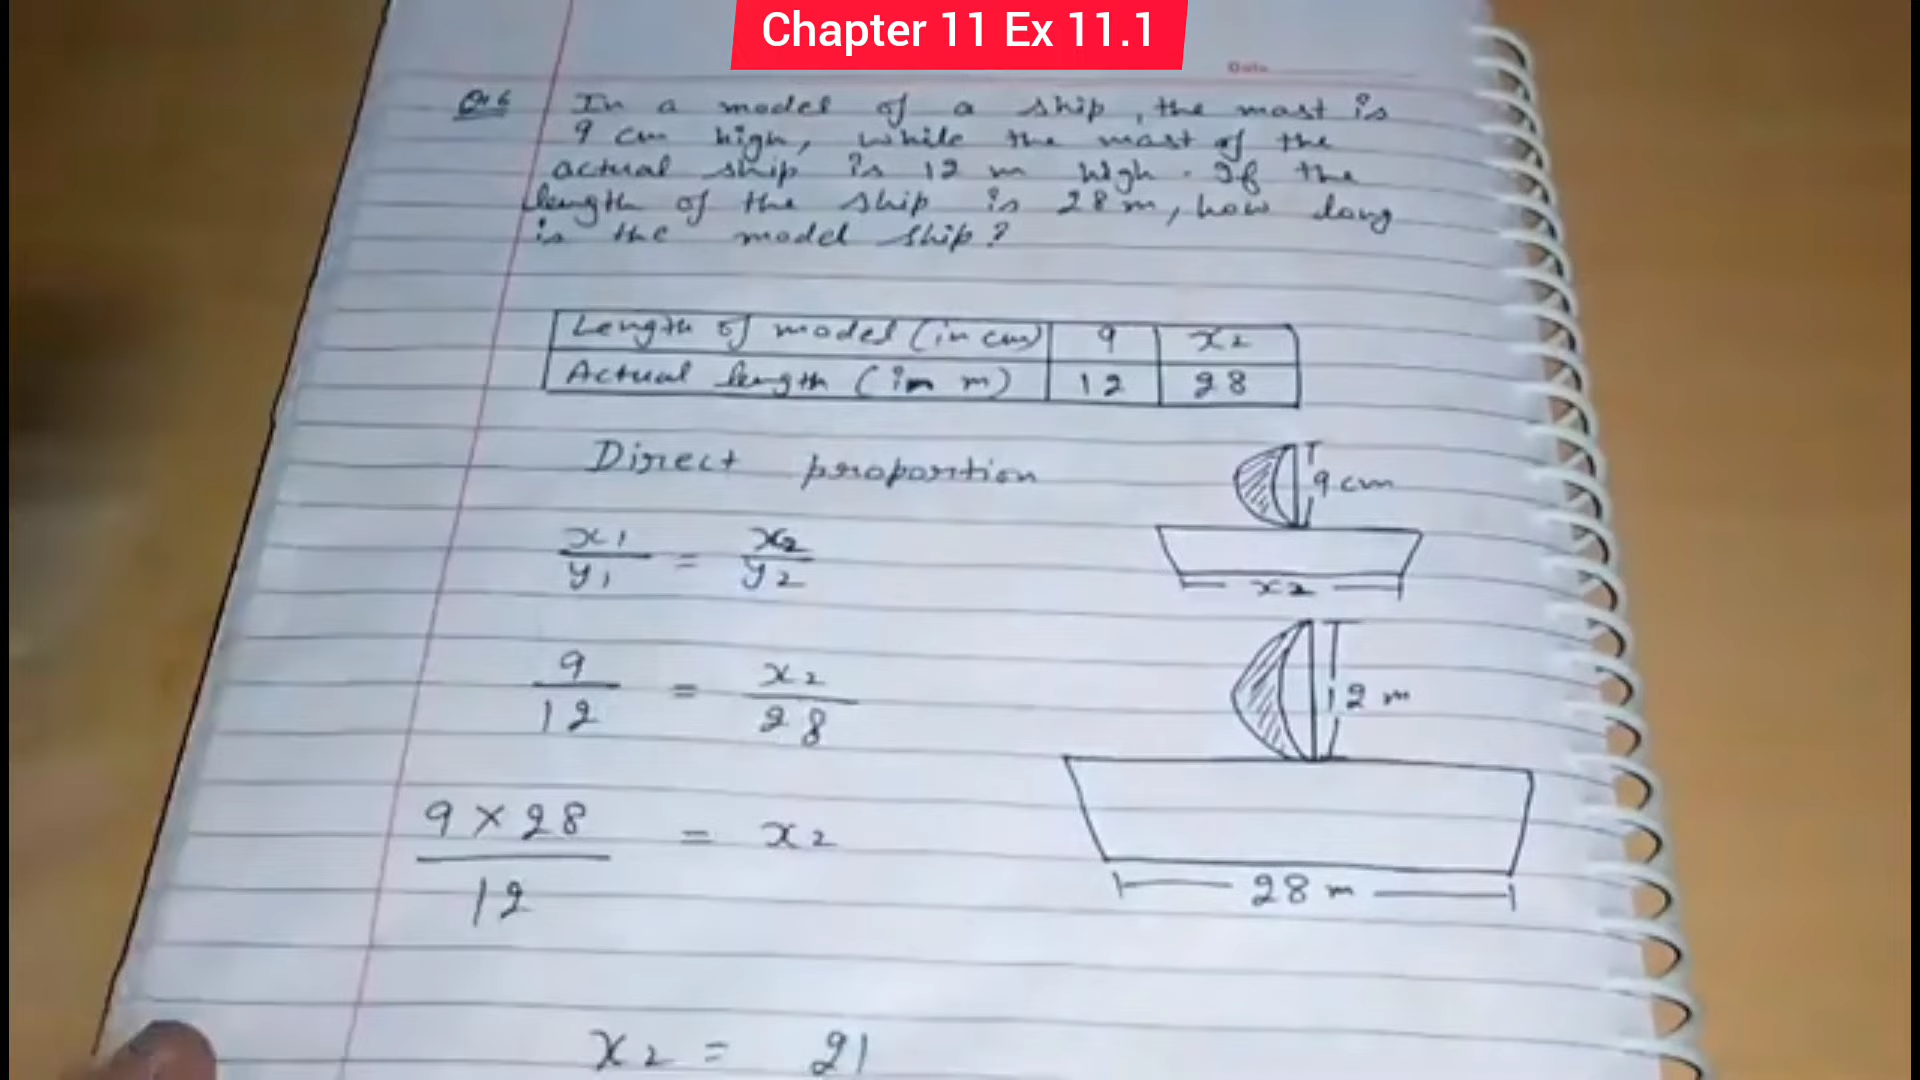 Chapter 11 Ex 11.1
Date
Q.6 In a model of a ship, the mast is
9 cm high, while the mast of the
actual ship is 12 m high. If the
length of the ship is 28 m, how long
is the model ship?
Length of model (in cm) 9 x2
Actual length (in m) 12 28
Direct proportion
9 cm
x1/y1 = x2/y2
x2
9/12 = x2/28
12 m
9 × 28/12 = x2
28 m
x2 = 21